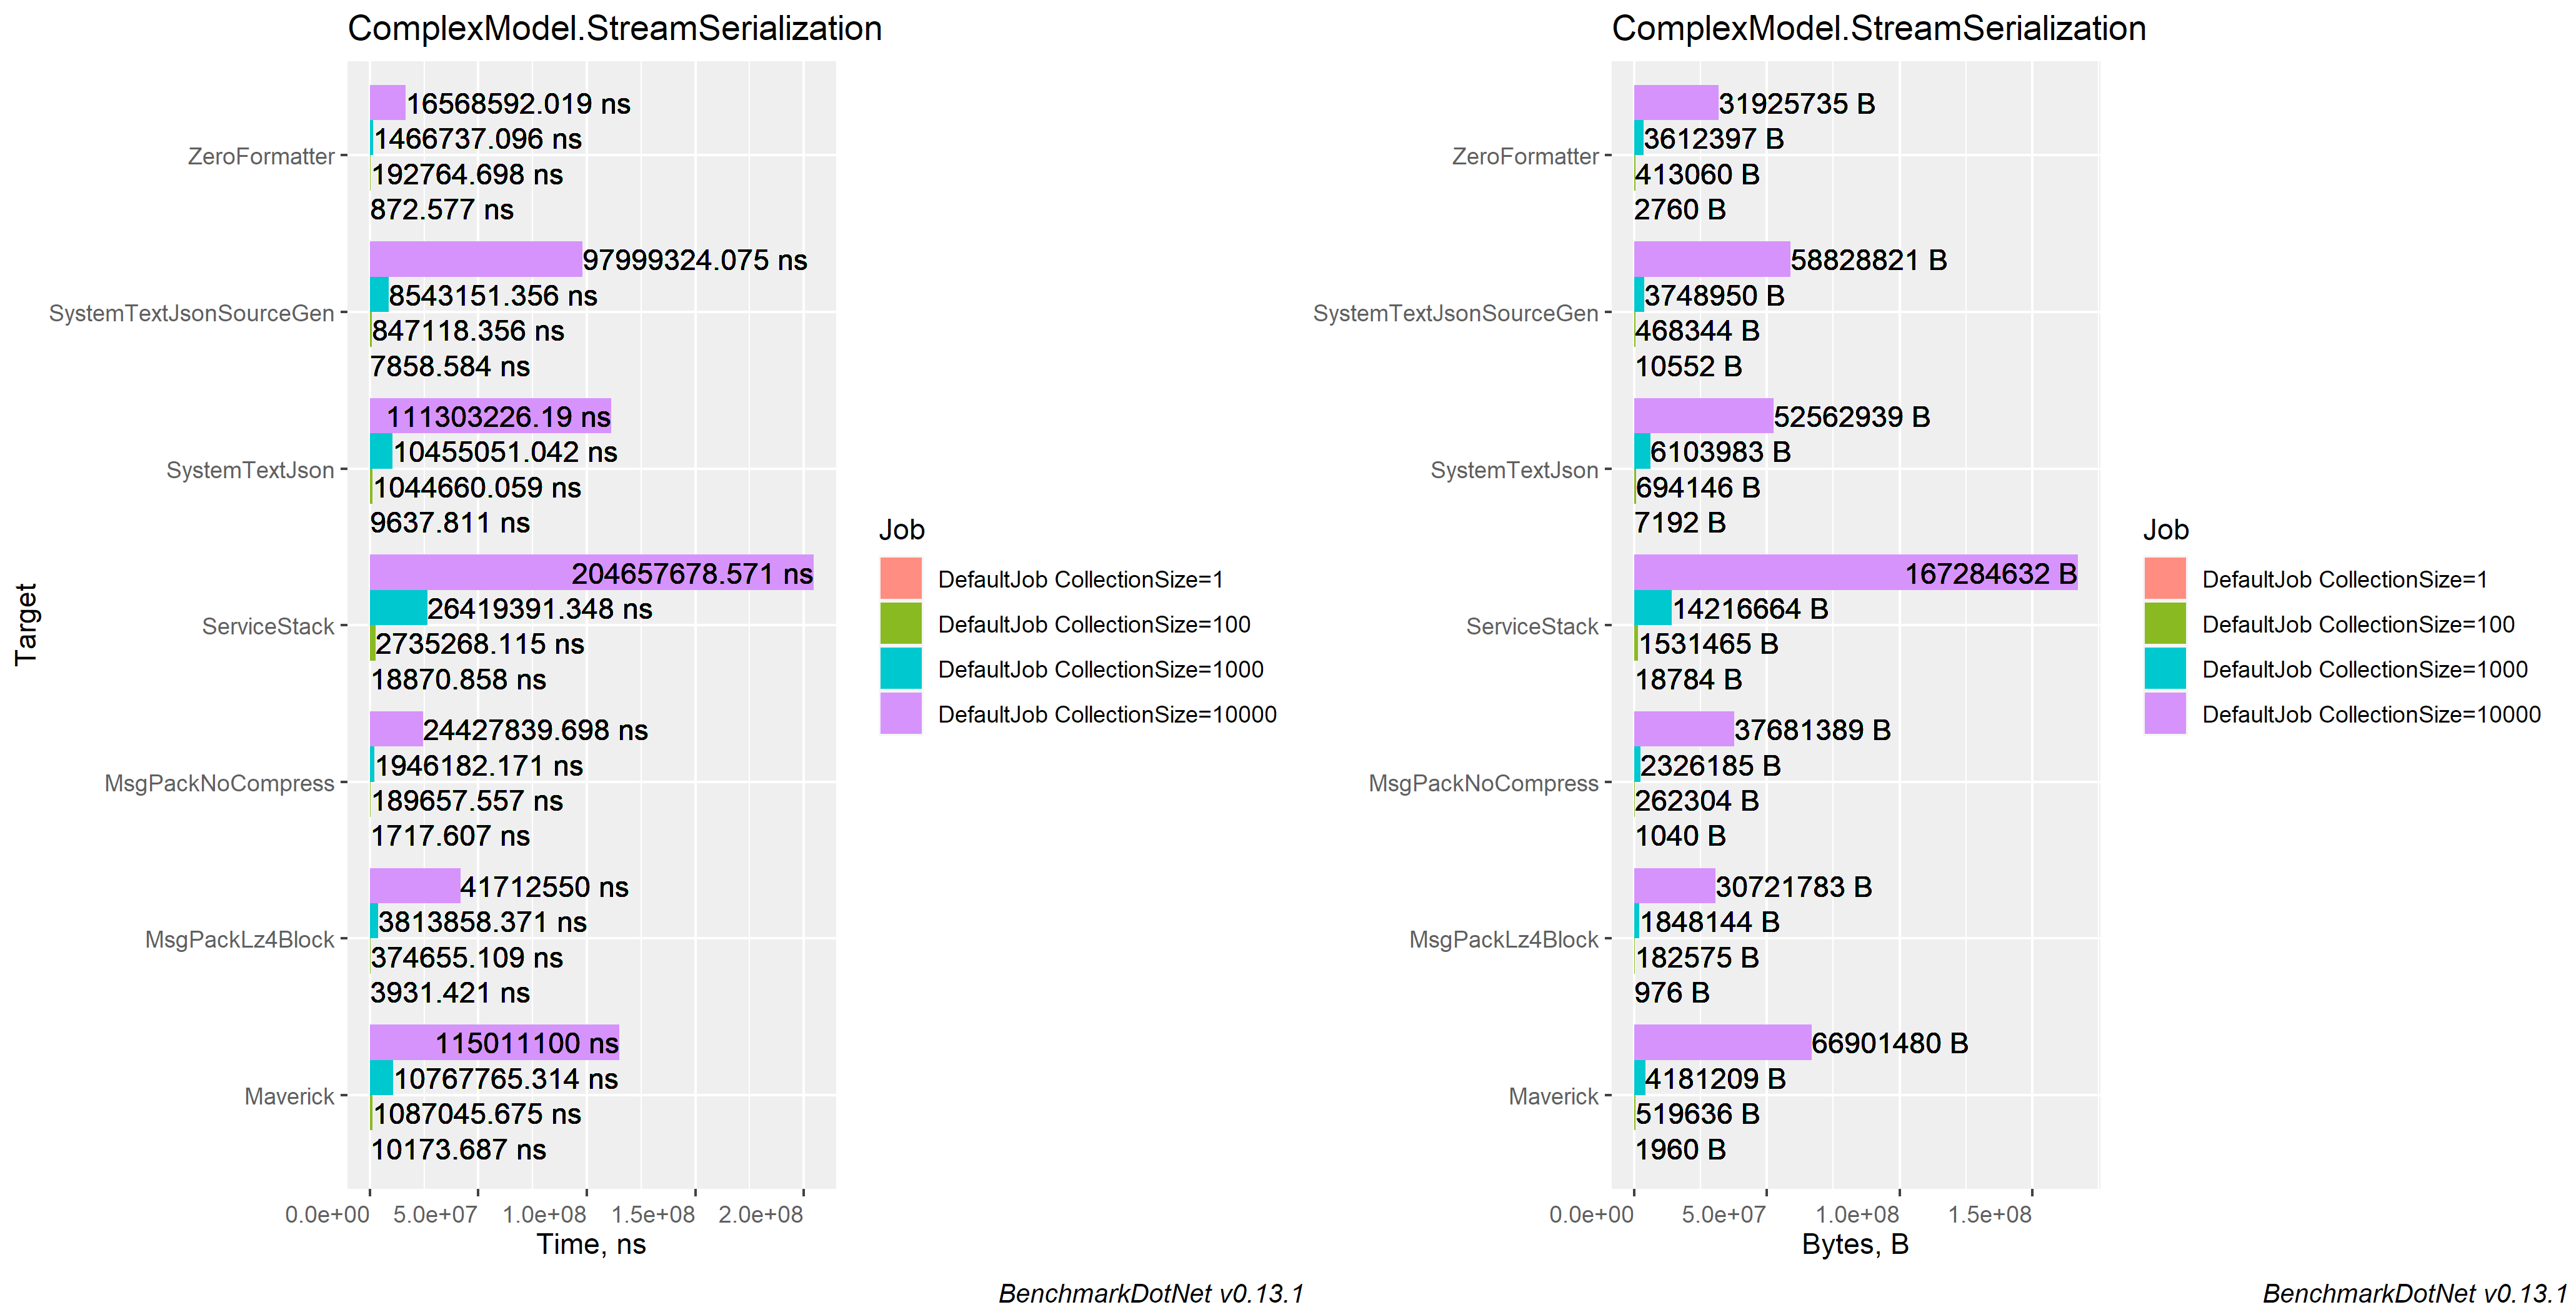 ComplexModel.StreamSerialization
Target
ZeroFormatter
16568592.019 ns
1466737.096 ns
192764.698 ns
872.577 ns
SystemTextJsonSourceGen
97999324.075 ns
8543151.356 ns
847118.356 ns
7858.584 ns
SystemTextJson
111303226.19 ns
10455051.042 ns
1044660.059 ns
9637.811 ns
ServiceStack
204657678.571 ns
26419391.348 ns
2735268.115 ns
18870.858 ns
MsgPackNoCompress
24427839.698 ns
1946182.171 ns
189657.557 ns
1717.607 ns
MsgPackLz4Block
41712550 ns
3813858.371 ns
374655.109 ns
3931.421 ns
Maverick
115011100 ns
10767765.314 ns
1087045.675 ns
10173.687 ns
0.0e+00 5.0e+07 1.0e+08 1.5e+08 2.0e+08
Time, ns
Job
DefaultJob CollectionSize=1
DefaultJob CollectionSize=100
DefaultJob CollectionSize=1000
DefaultJob CollectionSize=10000
BenchmarkDotNet v0.13.1
ComplexModel.StreamSerialization
ZeroFormatter
31925735 B
3612397 B
413060 B
2760 B
SystemTextJsonSourceGen
58828821 B
3748950 B
468344 B
10552 B
SystemTextJson
52562939 B
6103983 B
694146 B
7192 B
ServiceStack
167284632 B
14216664 B
1531465 B
18784 B
MsgPackNoCompress
37681389 B
2326185 B
262304 B
1040 B
MsgPackLz4Block
30721783 B
1848144 B
182575 B
976 B
Maverick
66901480 B
4181209 B
519636 B
1960 B
0.0e+00 5.0e+07 1.0e+08 1.5e+08
Bytes, B
Job
DefaultJob CollectionSize=1
DefaultJob CollectionSize=100
DefaultJob CollectionSize=1000
DefaultJob CollectionSize=10000
BenchmarkDotNet v0.13.1